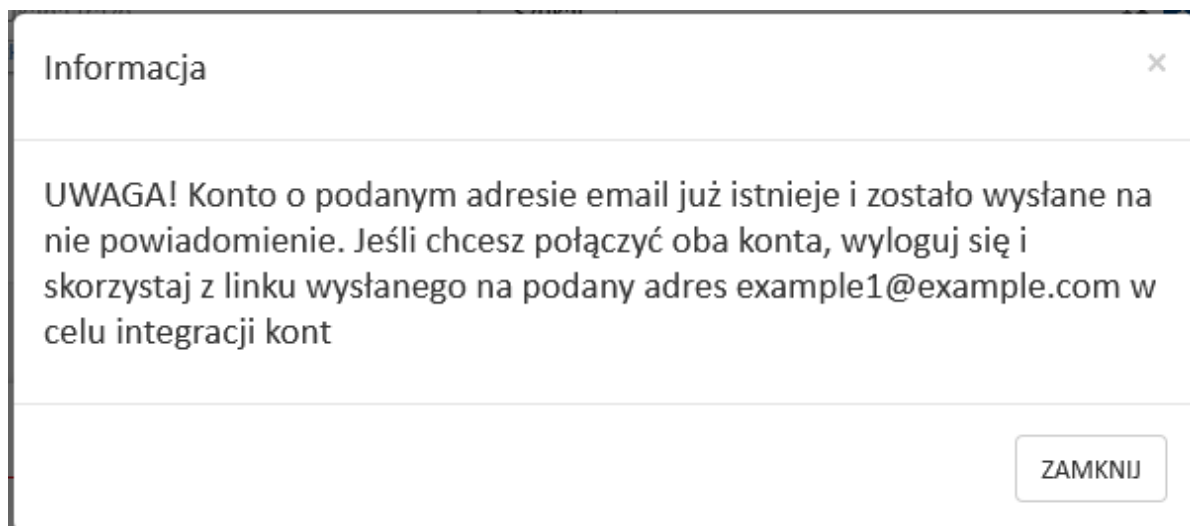 Informacja
×
UWAGA! Konto o podanym adresie email już istnieje i zostało wysłane na
nie powiadomienie. Jeśli chcesz połączyć oba konta, wyloguj się i
skorzystaj z linku wysłanego na podany adres example1@example.com w
celu integracji kont
ZAMKNIJ